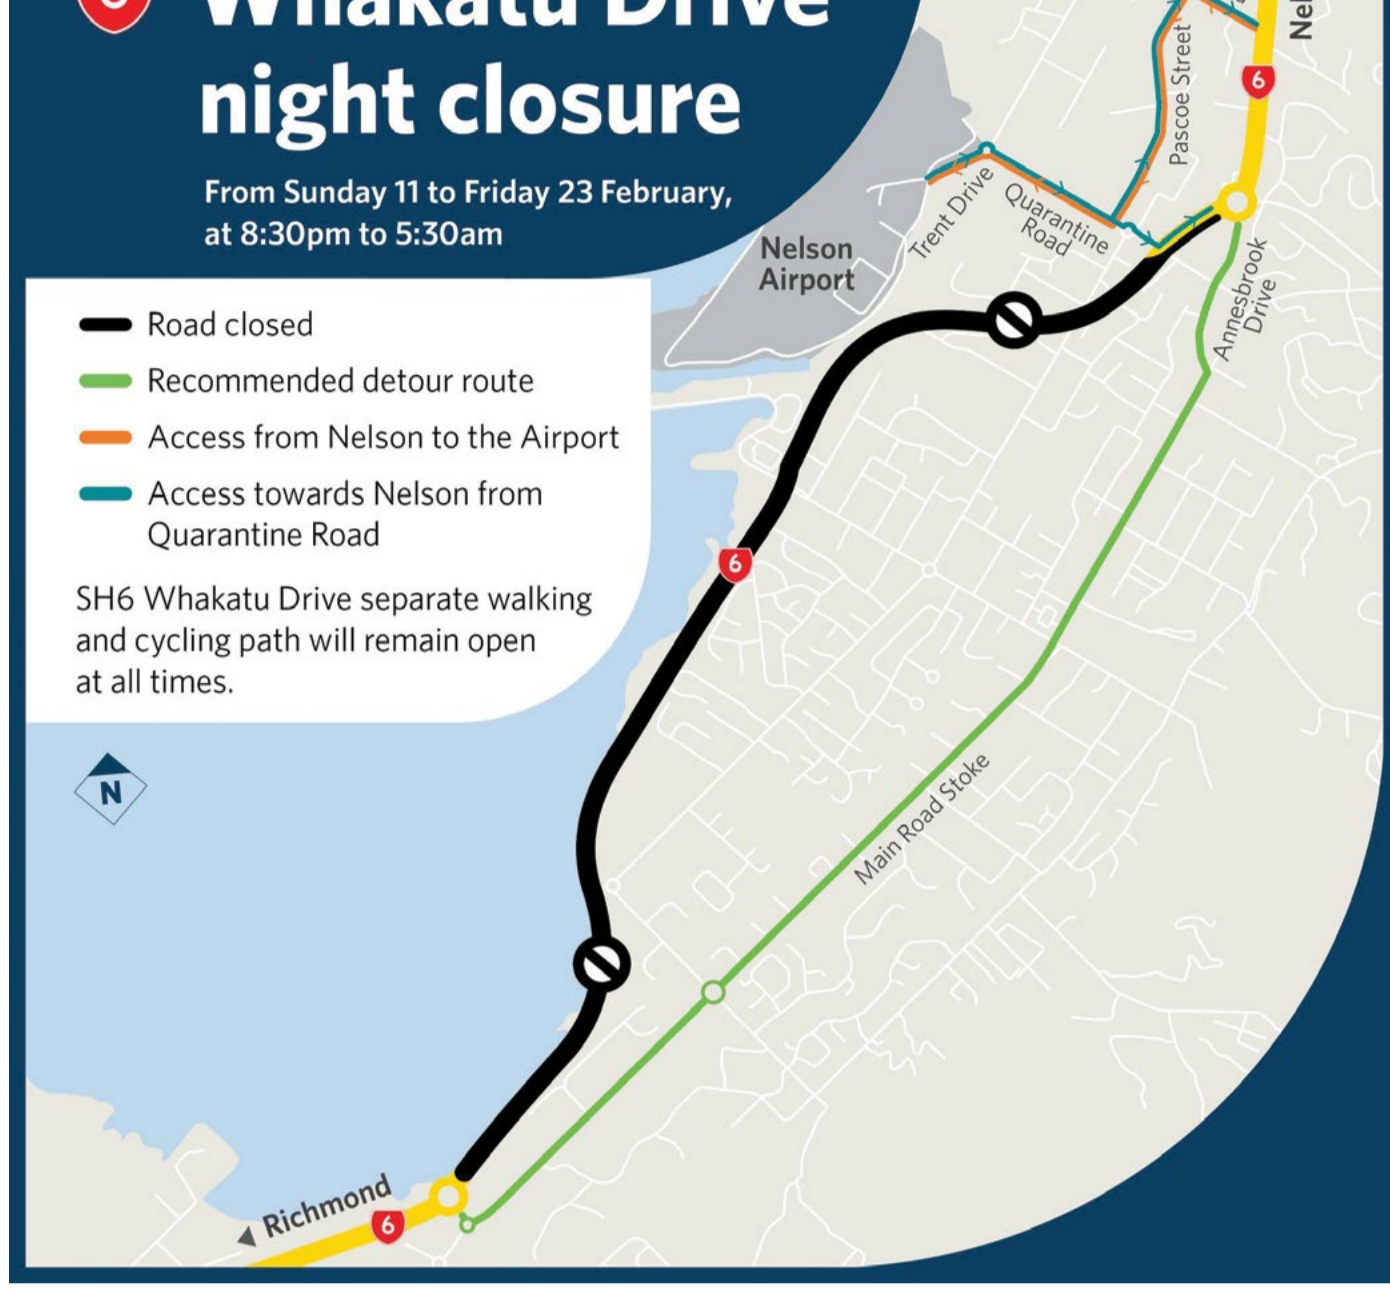 Whakatu Drive
night closure
From Sunday 11 to Friday 23 February,
at 8:30pm to 5:30am
Road closed
Recommended detour route
Access from Nelson to the Airport
Access towards Nelson from
Quarantine Road
SH6 Whakatu Drive separate walking
and cycling path will remain open
at all times.
N
Nel
6
Pascoe Street
Trent Drive
Quarantine
Road
Nelson
Airport
Annesbrook
Drive
6
Main Road Stoke
Richmond
6